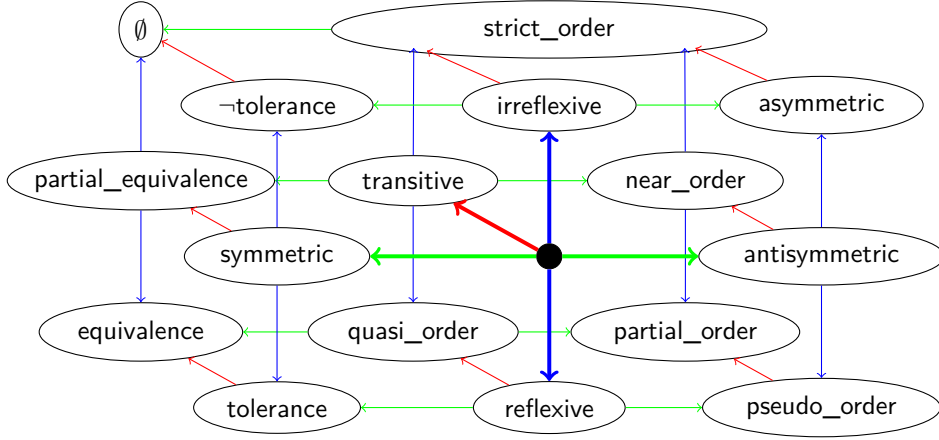 ∅
strict_order
¬tolerance
irreflexive
asymmetric
partial_equivalence
transitive
near_order
symmetric
antisymmetric
equivalence
quasi_order
partial_order
tolerance
reflexive
pseudo_order